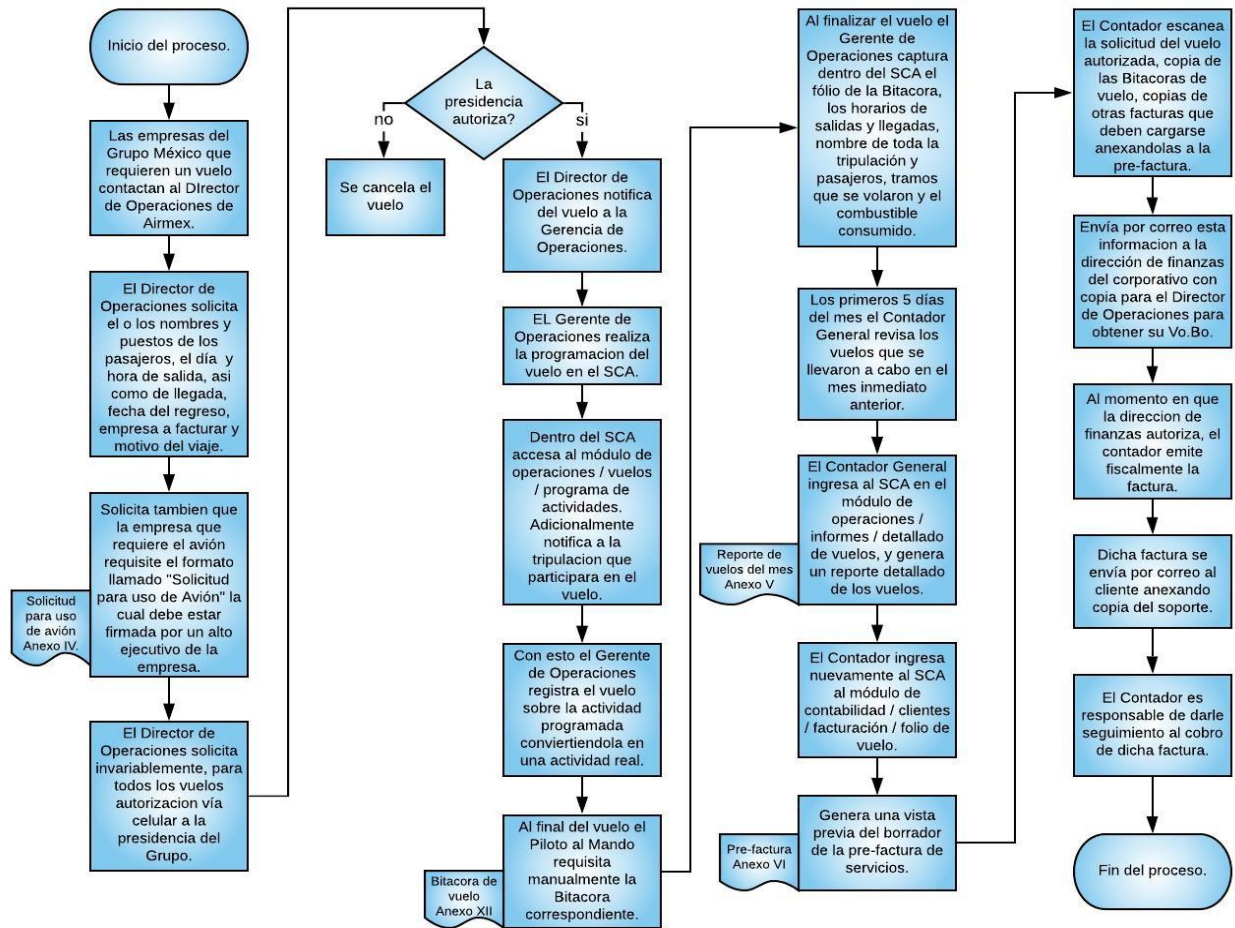 Inicio del proceso.
Las empresas del
Grupo México que
requieren un vuelo
contactan al DIrector
de Operaciones de
Airmex.
El Director de
Operaciones solicita
el o los nombres y
puestos de los
pasajeros, el día y
hora de salida, asi
como de llegada,
fecha del regreso,
empresa a facturar y
motivo del viaje.
Solicita tambien que
la empresa que
requiere el avión
requisite el formato
llamado "Solicitud
para uso de Avión" la
cual debe estar
firmada por un alto
ejecutivo de la
empresa.
Solicitud
para uso
de avión
Anexo IV.
El Director de
Operaciones solicita
invariablemente, para
todos los vuelos
autorizacion vía
celular a la
presidencia del
Grupo.
La
presidencia
autoriza?
no
si
Se cancela el
vuelo
El Director de
Operaciones notifica
del vuelo a la
Gerencia de
Operaciones.
EL Gerente de
Operaciones realiza
la programacion del
vuelo en el SCA.
Dentro del SCA
accesa al módulo de
operaciones / vuelos
/ programa de
actividades.
Adicionalmente
notifica a la
tripulacion que
participara en el
vuelo.
Con esto el Gerente
de Operaciones
registra el vuelo
sobre la actividad
programada
conviertiendola en
una actividad real.
Al final del vuelo el
Piloto al Mando
requisita
manualmente la
Bitacora
correspondiente.
Bitacora de
vuelo
Anexo XII
Al finalizar el vuelo el
Gerente de
Operaciones captura
dentro del SCA el
fólio de la Bitacora,
los horarios de
salidas y llegadas,
nombre de toda la
tripulación y
pasajeros, tramos
que se volaron y el
combustible
consumido.
Los primeros 5 días
del mes el Contador
General revisa los
vuelos que se
llevaron a cabo en el
mes inmediato
anterior.
El Contador General
ingresa al SCA en el
módulo de
operaciones /
informes / detallado
de vuelos, y genera
un reporte detallado
de los vuelos.
Reporte de
vuelos del mes
Anexo V
El Contador ingresa
nuevamente al SCA
al módulo de
contabilidad / clientes
/ facturación / folio de
vuelo.
Genera una vista
previa del borrador
de la pre-factura de
servicios.
Pre-factura
Anexo VI
El Contador escanea
la solicitud del vuelo
autorizada, copia de
las Bitacoras de
vuelo, copias de
otras facturas que
deben cargarse
anexandolas a la
pre-factura.
Envía por correo esta
informacion a la
dirección de finanzas
del corporativo con
copia para el Director
de Operaciones para
obtener su Vo.Bo.
Al momento en que
la direccion de
finanzas autoriza, el
contador emite
fiscalmente la
factura.
Dicha factura se
envía por correo al
cliente anexando
copia del soporte.
El Contador es
responsable de darle
seguimiento al cobro
de dicha factura.
Fin del proceso.